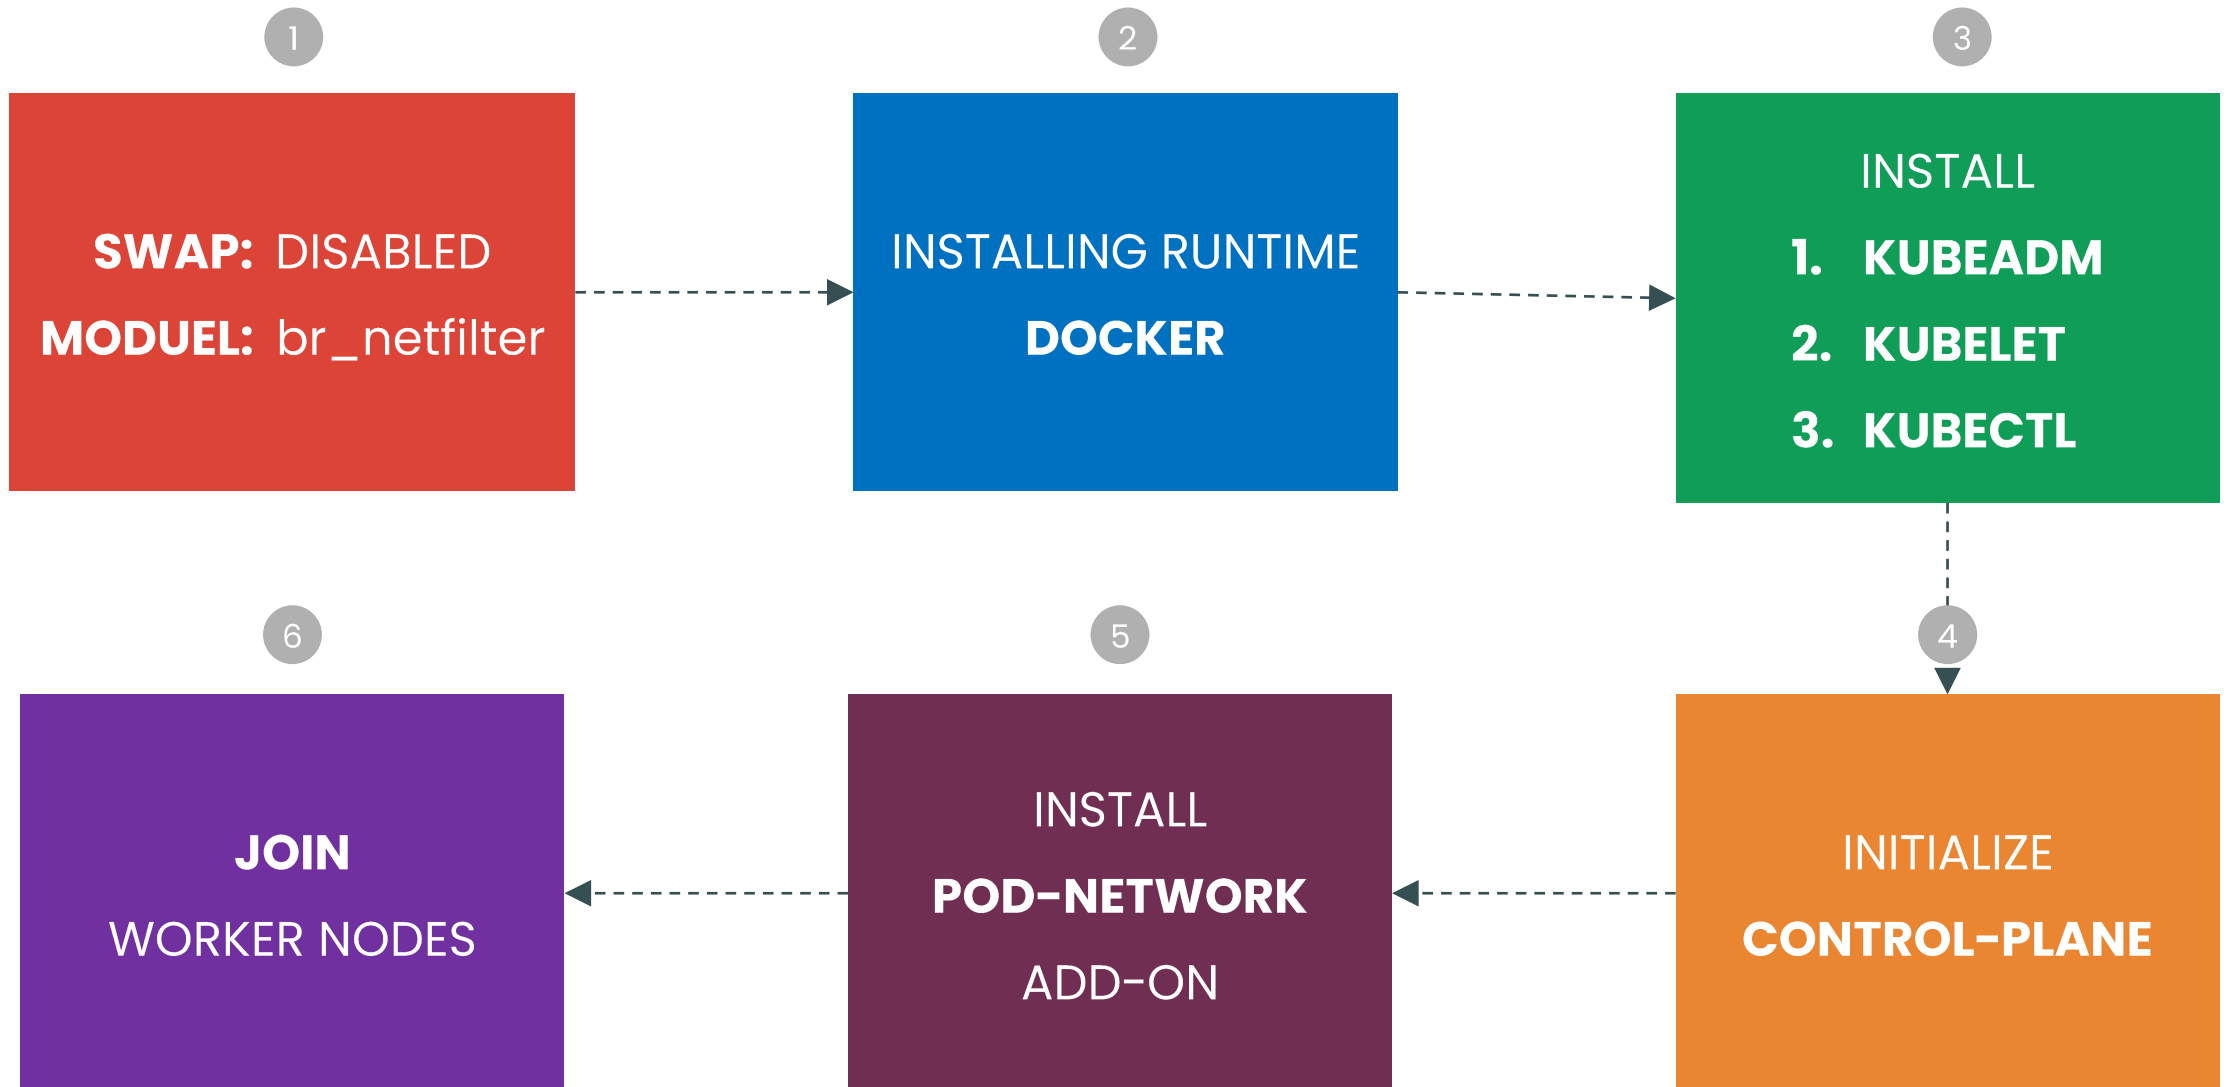 1
SWAP: DISABLED
MODUEL: br_netfilter
2
INSTALLING RUNTIME
DOCKER
3
INSTALL
1. KUBEADM
2. KUBELET
3. KUBECTL
4
INITIALIZE
CONTROL-PLANE
5
INSTALL
POD-NETWORK
ADD-ON
6
JOIN
WORKER NODES